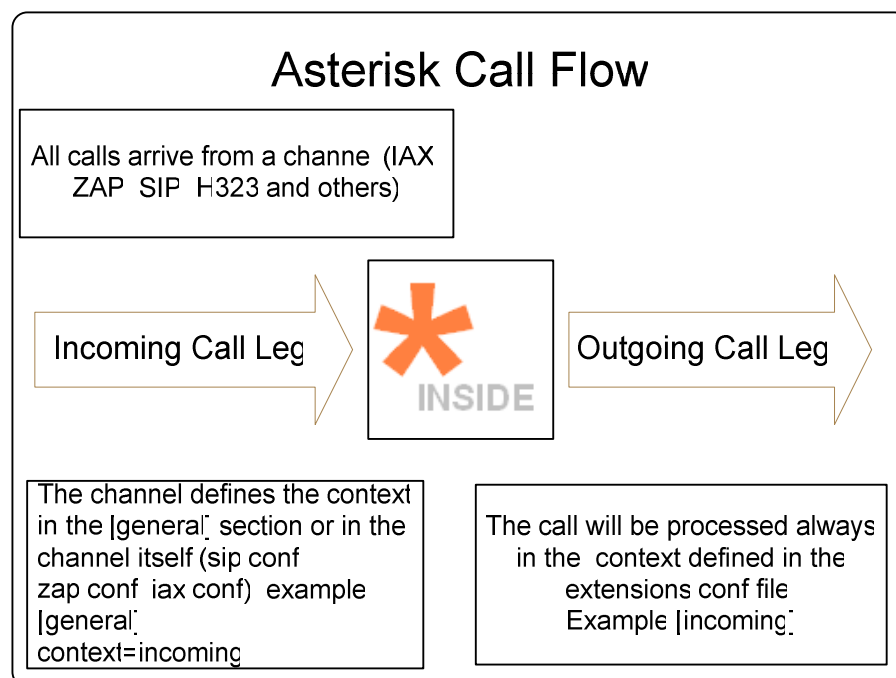 Asterisk Call Flow
All calls arrive from a channe (IAX
ZAP SIP H323 and others)
Incoming Call Leg
INSIDE
Outgoing Call Leg
The channel defines the context
in the [general] section or in the
channel itself (sip conf
zap conf iax conf) example
[general]
context=incoming
The call will be processed always
in the context defined in the
extensions conf file
Example [incoming]